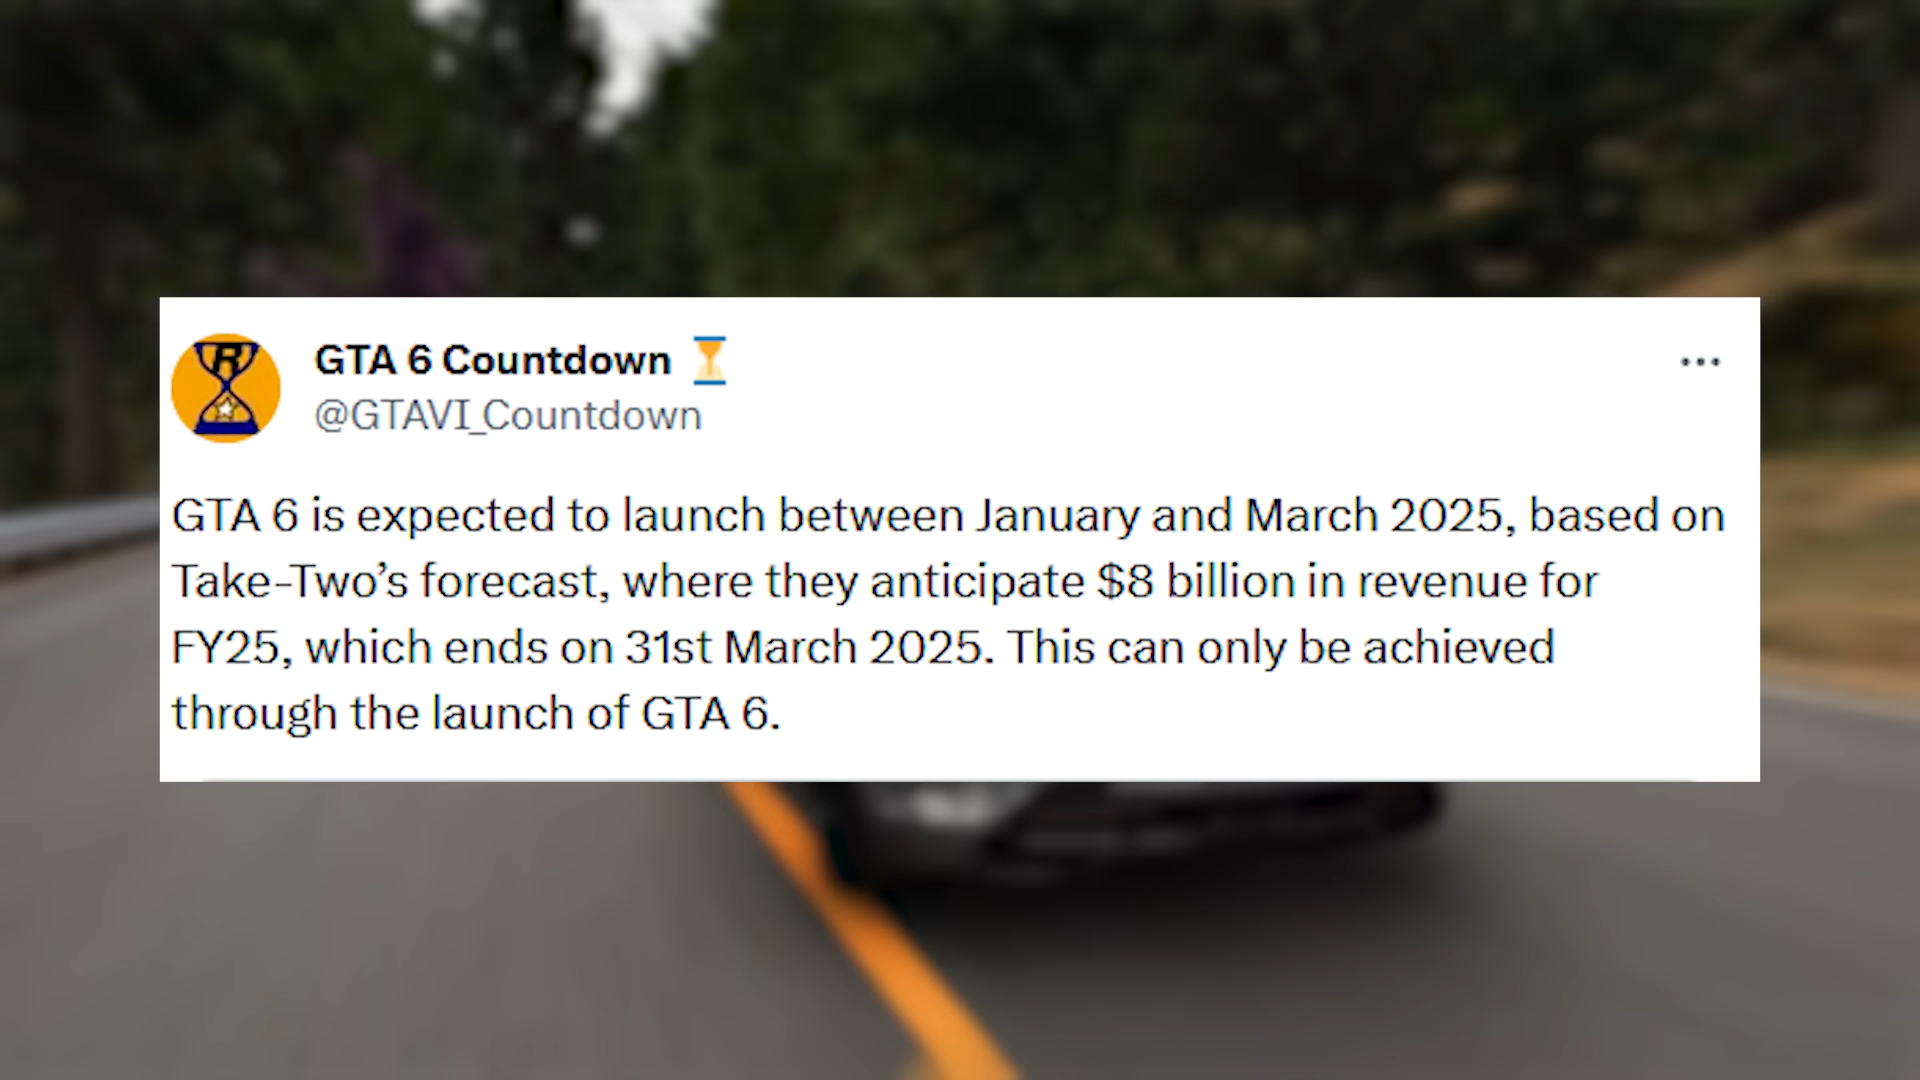 R
GTA 6 Countdown ⏳
@GTAVI_Countdown
GTA 6 is expected to launch between January and March 2025, based on
Take-Two’s forecast, where they anticipate $8 billion in revenue for
FY25, which ends on 31st March 2025. This can only be achieved
through the launch of GTA 6.